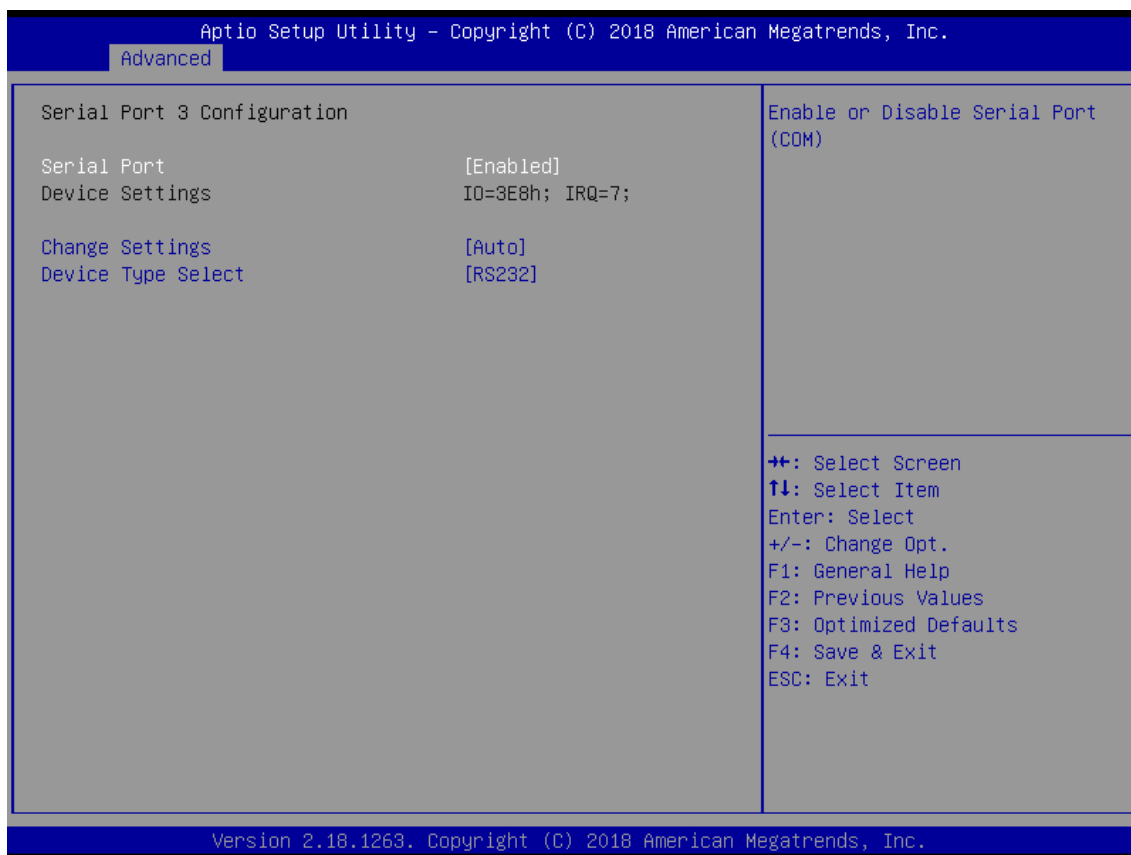 Aptio Setup Utility – Copyright (C) 2018 American Megatrends, Inc.
Advanced
Serial Port 3 Configuration
Serial Port [Enabled]
Device Settings IO=3E8h; IRQ=7;
Change Settings [Auto]
Device Type Select [RS232]
Enable or Disable Serial Port
(COM)
→←: Select Screen
↑↓: Select Item
Enter: Select
+/-: Change Opt.
F1: General Help
F2: Previous Values
F3: Optimized Defaults
F4: Save & Exit
ESC: Exit
Version 2.18.1263. Copyright (C) 2018 American Megatrends, Inc.